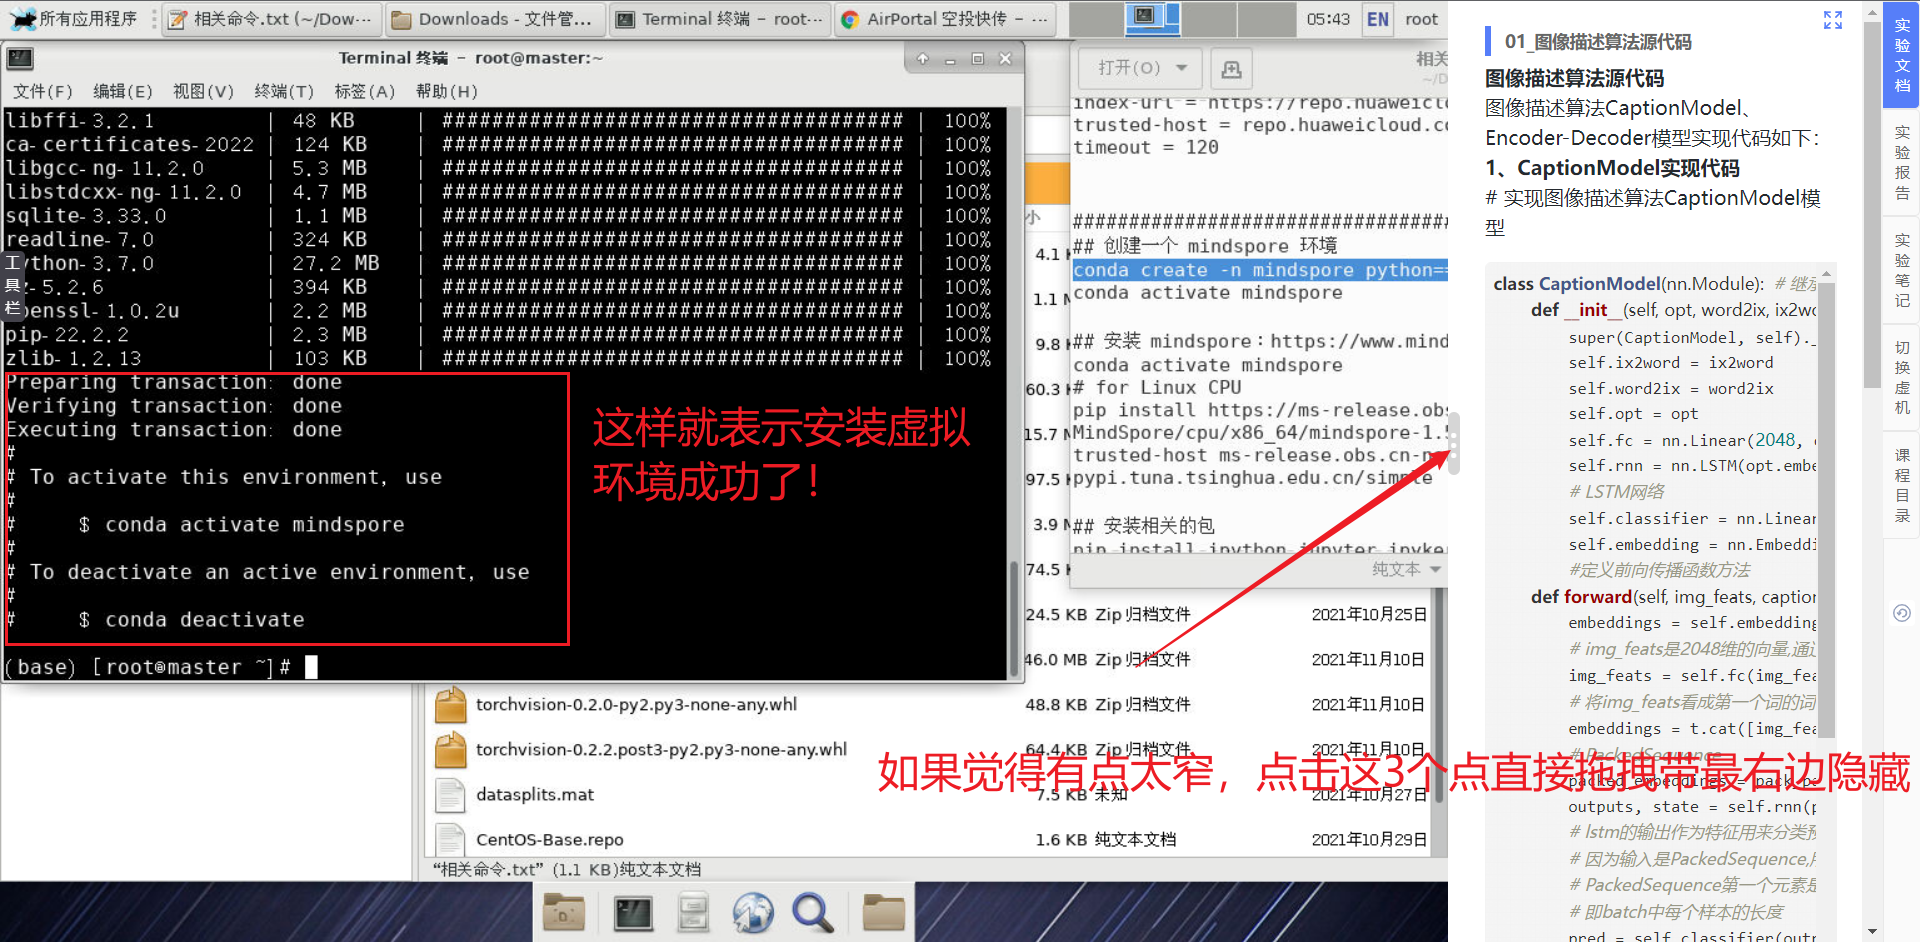 所有应用程序
相关命令.txt (~/Dow···
Downloads - 文件管...
Terminal 终端 - root···
AirPortal 空投快传 - ···
05:43
EN
root
Terminal 终端 - root@master:~
文件(F) 编辑(E) 视图(V) 终端(T) 标签(A) 帮助(H)
libffi-3.2.1 | 48 KB | ##################################### | 100%
ca-certificates-2022 | 124 KB | ##################################### | 100%
libgcc-ng-11.2.0 | 5.3 MB | ##################################### | 100%
libstdcxx-ng-11.2.0 | 4.7 MB | ##################################### | 100%
sqlite-3.33.0 | 1.1 MB | ##################################### | 100%
readline-7.0 | 324 KB | ##################################### | 100%
ython-3.7.0 | 27.2 MB | ##################################### | 100%
z-5.2.6 | 394 KB | ##################################### | 100%
penssl-1.0.2u | 2.2 MB | ##################################### | 100%
pip-22.2.2 | 2.3 MB | ##################################### | 100%
zlib-1.2.13 | 103 KB | ##################################### | 100%
Preparing transaction: done
Verifying transaction: done
Executing transaction: done
#
# To activate this environment, use
#
# $ conda activate mindspore
#
# To deactivate an active environment, use
#
# $ conda deactivate
(base) [root@master ~]#
工具栏
这样就表示安装虚拟
环境成功了！
打开(O)
相关
~/D
index-url = https://repo.huaweiclo
trusted-host = repo.huaweicloud.co
timeout = 120
#################################
## 创建一个 mindspore 环境
conda create -n mindspore python==
conda activate mindspore
## 安装 mindspore：https://www.mind
conda activate mindspore
# for Linux CPU
pip install https://ms-release.obs
MindSpore/cpu/x86_64/mindspore-1.5
trusted-host ms-release.obs.cn-n
pypi.tuna.tsinghua.edu.cn/simple
## 安装相关的包
pip install ipython jupyter ipyke
纯文本
小
4.1 K
1.1 M
9.8 K
60.3 K
15.7 M
97.5 K
3.9 M
74.5 K
24.5 KB Zip 归档文件 2021年10月25日
46.0 MB Zip 归档文件 2021年11月10日
torchvision-0.2.0-py2.py3-none-any.whl 48.8 KB Zip 归档文件 2021年11月10日
torchvision-0.2.2.post3-py2.py3-none-any.whl 64.4 KB Zip 归档文件 2021年11月10日
datasplits.mat 7.5 KB 未知 2021年10月27日
CentOS-Base.repo 1.6 KB 纯文本文档 2021年10月29日
“相关命令.txt” (1.1 KB)纯文本文档
如果觉得有点太窄，点击这3个点直接拖拽带最右边隐藏
01_图像描述算法源代码
图像描述算法源代码
图像描述算法CaptionModel、
Encoder-Decoder模型实现代码如下：
1、CaptionModel实现代码
# 实现图像描述算法CaptionModel模
型
class CaptionModel(nn.Module): # 继承
def __init__(self, opt, word2ix, ix2wo
super(CaptionModel, self)._
self.ix2word = ix2word
self.word2ix = word2ix
self.opt = opt
self.fc = nn.Linear(2048, 
self.rnn = nn.LSTM(opt.embe
# LSTM网络
self.classifier = nn.Linear
self.embedding = nn.Embeddi
#定义前向传播函数方法
def forward(self, img_feats, caption
embeddings = self.embedding
# img_feats是2048维的向量,通过
img_feats = self.fc(img_fea
# 将img_feats看成第一个词的词
embeddings = t.cat([img_fea
# PackedSequence
packed_embeddings = pack_pa
outputs, state = self.rnn(p
# lstm的输出作为特征用来分类预
# 因为输入是PackedSequence,所
# PackedSequence第一个元素是
# 即batch中每个样本的长度
pred = self.classifier(outp
实验文档
实验报告
实验笔记
切换虚机
课程目录